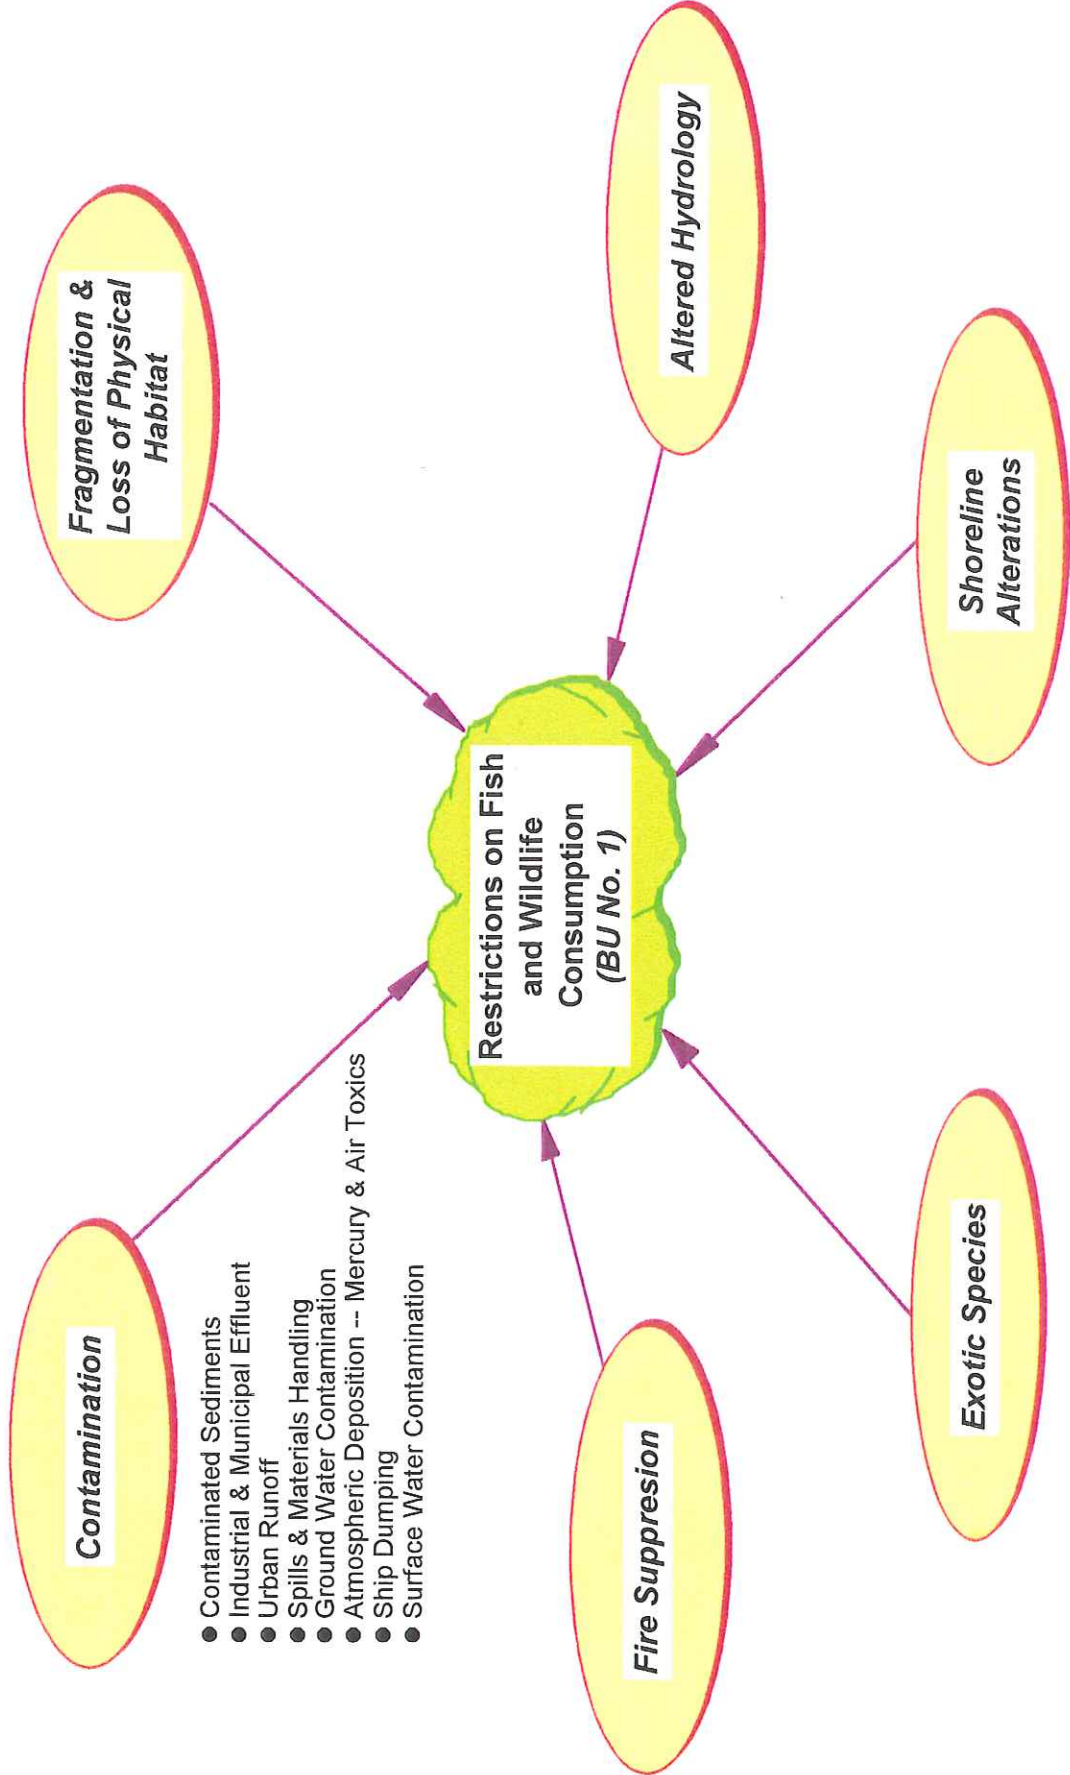 Contamination
● Contaminated Sediments
● Industrial & Municipal Effluent
● Urban Runoff
● Spills & Materials Handling
● Ground Water Contamination
● Atmospheric Deposition -- Mercury & Air Toxics
● Ship Dumping
● Surface Water Contamination
Fragmentation &
Loss of Physical
Habitat
Restrictions on Fish
and Wildlife
Consumption
(BU No. 1)
Fire Suppresion
Altered Hydrology
Exotic Species
Shoreline
Alterations